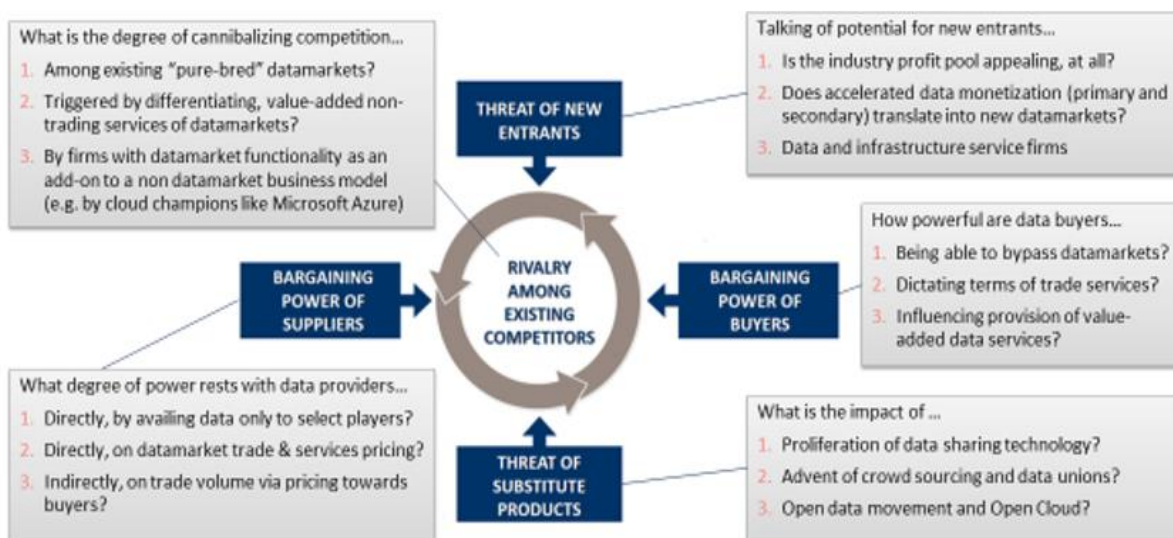 What is the degree of cannibalizing competition...
1. Among existing "pure-bred" datamarkets?
2. Triggered by differentiating, value-added non-
trading services of datamarkets?
3. By firms with datamarket functionality as an
add-on to a non datamarket business model
(e.g. by cloud champions like Microsoft Azure)
THREAT OF NEW
ENTRANTS
Talking of potential for new entrants...
1. Is the industry profit pool appealing, at all?
2. Does accelerated data monetization (primary and
secondary) translate into new datamarkets?
3. Data and infrastructure service firms
BARGAINING
POWER OF
SUPPLIERS
RIVALRY
AMONG
EXISTING
COMPETITORS
BARGAINING
POWER OF
BUYERS
How powerful are data buyers...
1. Being able to bypass datamarkets?
2. Dictating terms of trade services?
3. Influencing provision of value-
added data services?
What degree of power rests with data providers...
1. Directly, by availing data only to select players?
2. Directly, on datamarket trade & services pricing?
3. Indirectly, on trade volume via pricing towards
buyers?
THREAT OF
SUBSTITUTE
PRODUCTS
What is the impact of ...
1. Proliferation of data sharing technology?
2. Advent of crowd sourcing and data unions?
3. Open data movement and Open Cloud?